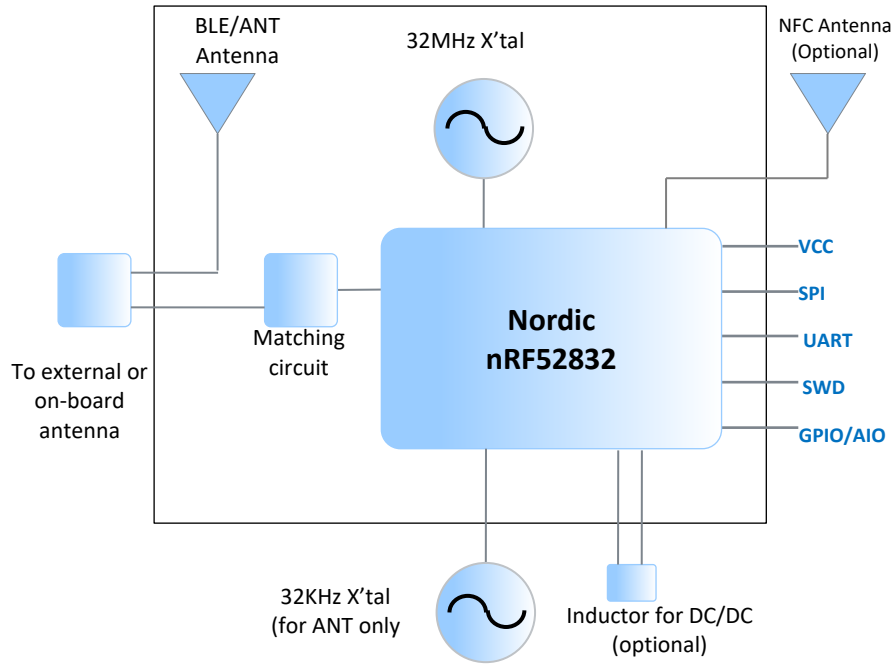 BLE/ANT
Antenna
32MHz X’tal
NFC Antenna
(Optional)
VCC
SPI
UART
SWD
GPIO/AIO
Nordic
nRF52832
Matching
circuit
To external or
on-board
antenna
32KHz X’tal
(for ANT only
Inductor for DC/DC
(optional)